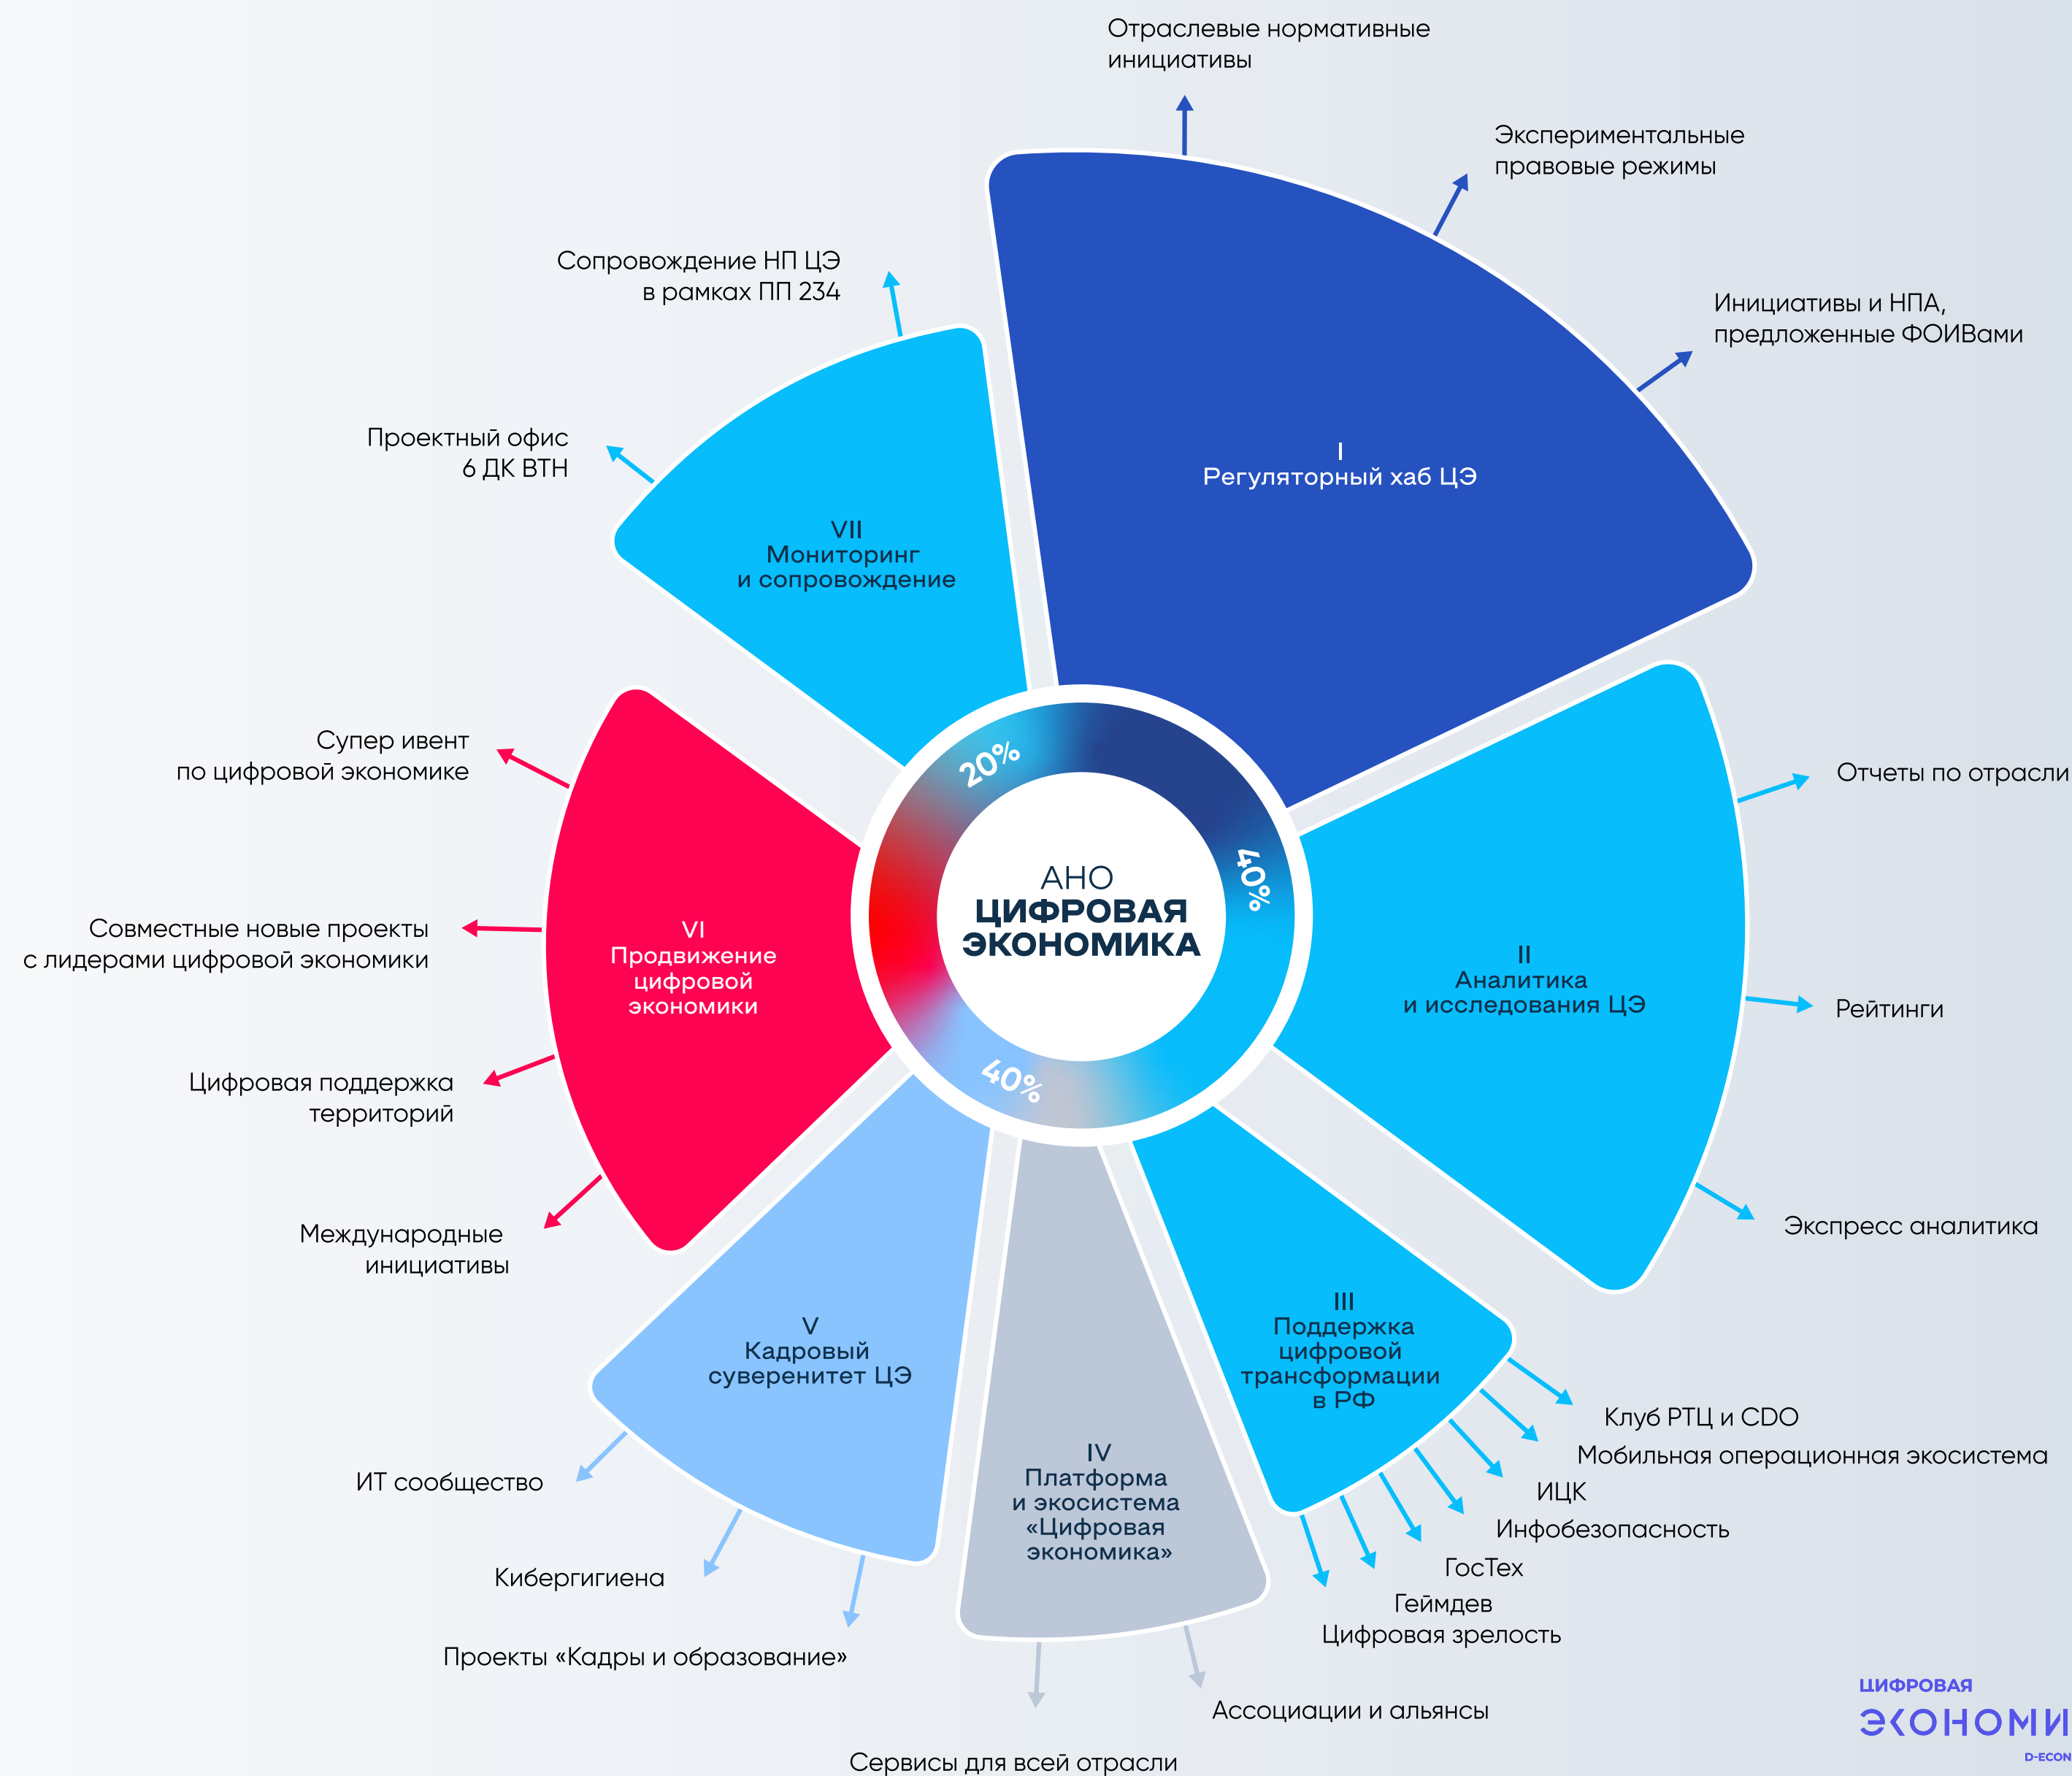 Отраслевые нормативные
инициативы
Экспериментальные
правовые режимы
Инициативы и НПА,
предложенные ФОИВами
I
Регуляторный хаб ЦЭ
Отчеты по отрасли
Рейтинги
Экспресс аналитика
II
Аналитика
и исследования ЦЭ
III
Поддержка
цифровой
трансформации
в РФ
Клуб РТЦ и CDO
Мобильная операционная экосистема
ИЦК
Инфобезопасность
ГосТех
Геймдев
Цифровая зрелость
IV
Платформа
и экосистема
«Цифровая
экономика»
Ассоциации и альянсы
Сервисы для всей отрасли
V
Кадровый
суверенитет ЦЭ
Проекты «Кадры и образование»
Кибергигиена
ИТ сообщество
VI
Продвижение
цифровой
экономики
Международные
инициативы
Цифровая поддержка
территорий
Совместные новые проекты
с лидерами цифровой экономики
Супер ивент
по цифровой экономике
VII
Мониторинг
и сопровождение
Проектный офис
6 ДК ВТН
Сопровождение НП ЦЭ
в рамках ПП 234
20%
40%
40%
АНО
ЦИФРОВАЯ
ЭКОНОМИКА
ЦИФРОВАЯ
ЭКОНОМИ
D-ECON